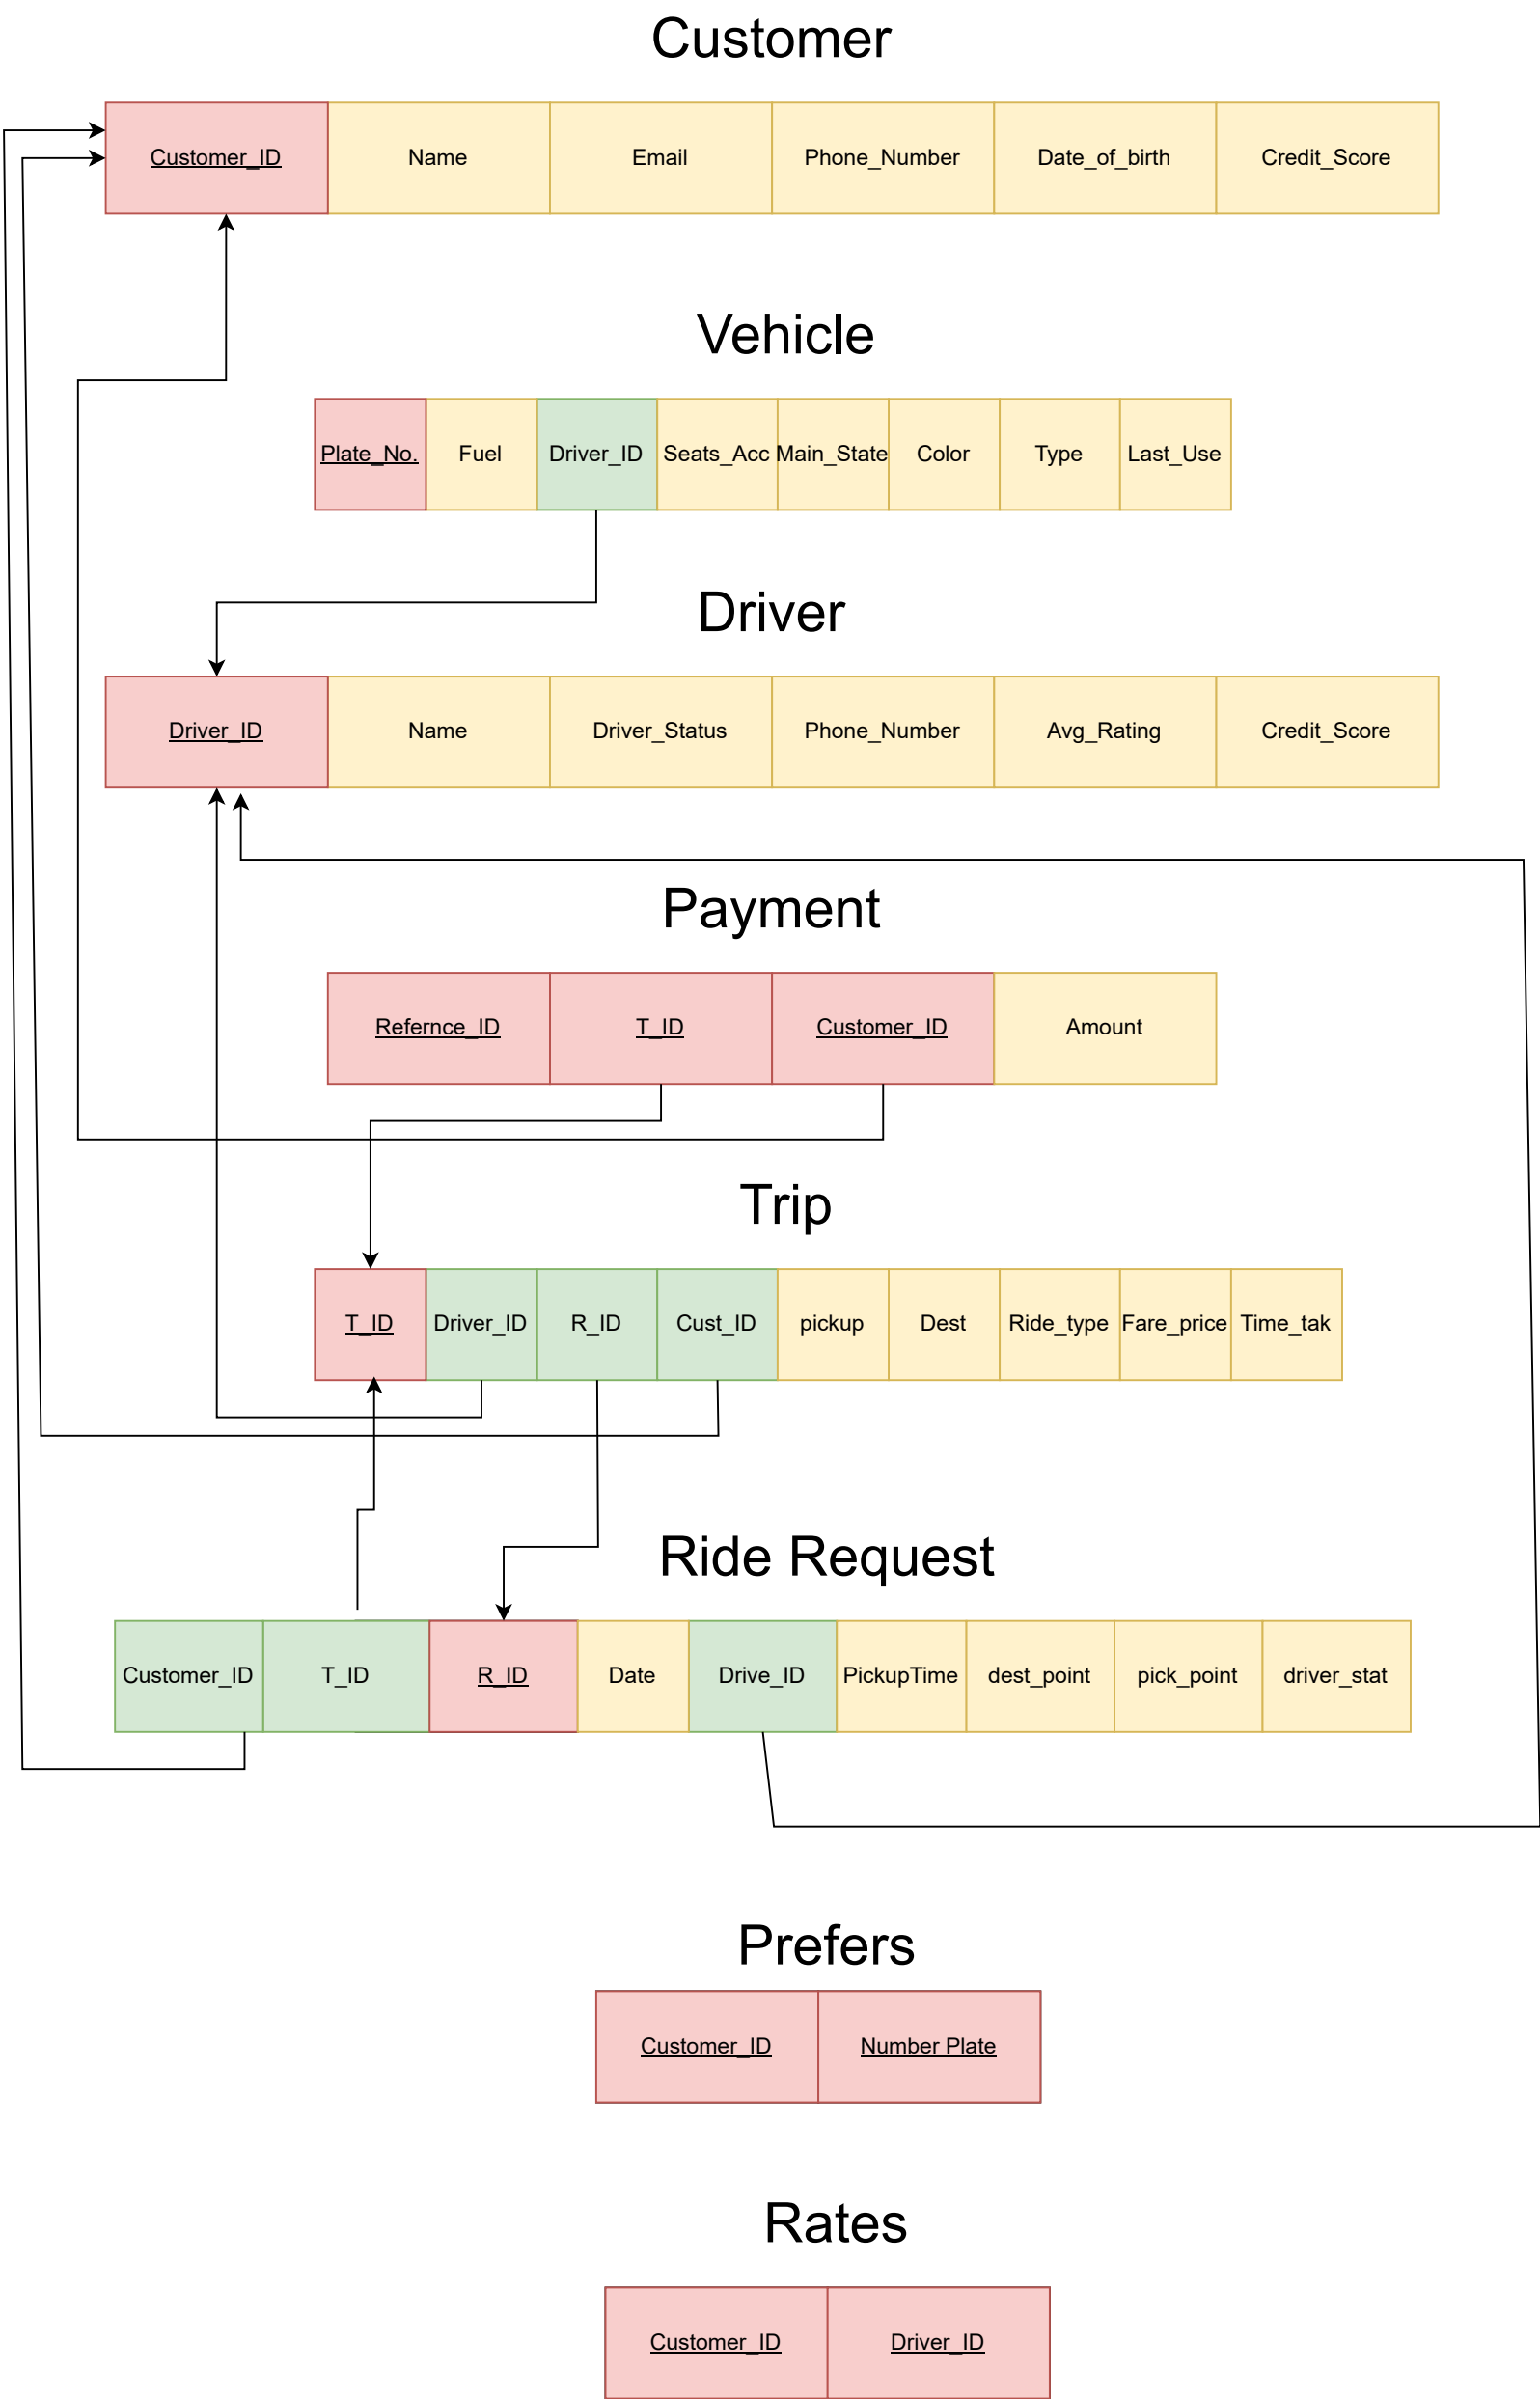 Customer
Customer_ID Name Email Phone_Number Date_of_birth Credit_Score
Vehicle
Plate_No. Fuel Driver_ID Seats_Acc Main_State Color Type Last_Use
Driver
Driver_ID Name Driver_Status Phone_Number Avg_Rating Credit_Score
Payment
Refernce_ID T_ID Customer_ID Amount
Trip
T_ID Driver_ID R_ID Cust_ID pickup Dest Ride_type Fare_price Time_tak
Ride Request
Customer_ID T_ID R_ID Date Drive_ID PickupTime dest_point pick_point driver_stat
Prefers
Customer_ID Number Plate
Rates
Customer_ID Driver_ID